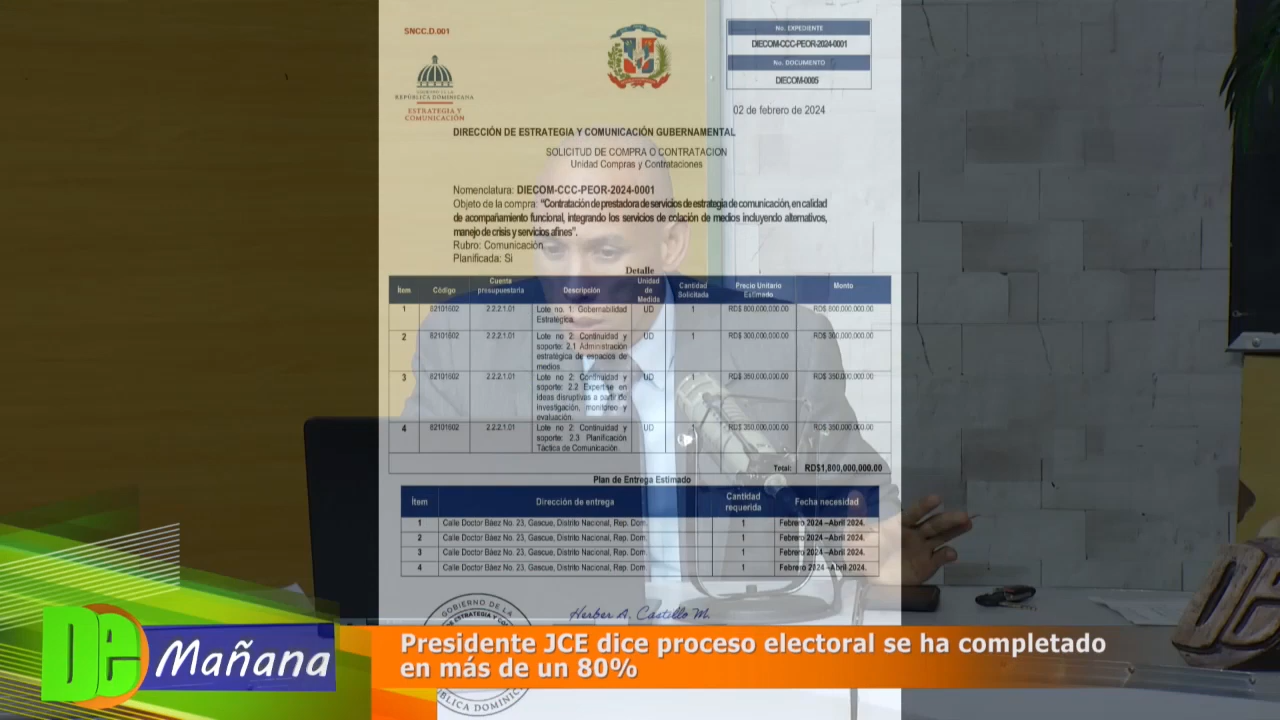 SNCC.D.001
No. EXPEDIENTE
DIECOM-CCC-PEOR-2024-0001
No. DOCUMENTO
DIECOM-0005
GOBIERNO DE LA
REPÚBLICA DOMINICANA
ESTRATEGIA Y
COMUNICACIÓN
02 de febrero de 2024
DIRECCIÓN DE ESTRATEGIA Y COMUNICACIÓN GUBERNAMENTAL
SOLICITUD DE COMPRA O CONTRATACION
Unidad Compras y Contrataciones
Nomenclatura: DIECOM-CCC-PEOR-2024-0001
Objeto de la compra: "Contratación de prestadora de servicios de estrategia de comunicación, en calidad
de acompañamiento funcional, integrando los servicios de colación de medios incluyendo alternativos,
manejo de crisis y servicios afines".
Rubro: Comunicación
Planificada: Si
Detalle
Ítem Código Cuenta presupuestaria Descripción Unidad de Medida Cantidad Solicitada Precio Unitario Estimado Monto
1 82101602 2.2.2.1.01 Lote no. 1: Gobernabilidad UD 1 RD$ 800,000,000.00 RD$ 800,000,000.00
Estratégica.
2 82101602 2.2.2.1.01 Lote no 2: Continuidad y UD 1 RD$ 300,000,000.00 RD$ 300,000,000.00
soporte: 2.1 Administración
estratégica de espacios de
medios.
3 82101602 2.2.2.1.01 Lote no 2: Continuidad y UD 1 RD$ 350,000,000.00 RD$ 350,000,000.00
soporte: 2.2 Expertise en
ideas disruptivas a partir de
investigación, monitoreo y
evaluación.
4 82101602 2.2.2.1.01 Lote no 2: Continuidad y UD 1 RD$ 350,000,000.00 RD$ 350,000,000.00
soporte: 2.3 Planificación
Táctica de Comunicación.
Total: RD$1,800,000,000.00
Plan de Entrega Estimado
Ítem Dirección de entrega Cantidad requerida Fecha necesidad
1 Calle Doctor Báez No. 23, Gascue, Distrito Nacional, Rep. Dom. 1 Febrero 2024 –Abril 2024.
2 Calle Doctor Báez No. 23, Gascue, Distrito Nacional, Rep. Dom. 1 Febrero 2024 –Abril 2024.
3 Calle Doctor Báez No. 23, Gascue, Distrito Nacional, Rep. Dom. 1 Febrero 2024 –Abril 2024.
4 Calle Doctor Báez No. 23, Gascue, Distrito Nacional, Rep. Dom. 1 Febrero 2024 –Abril 2024.
GOBIERNO DE LA
Herber A. Castillo M.
De Mañana
Presidente JCE dice proceso electoral se ha completado
en más de un 80%
REPÚBLICA DOMINICANA
De